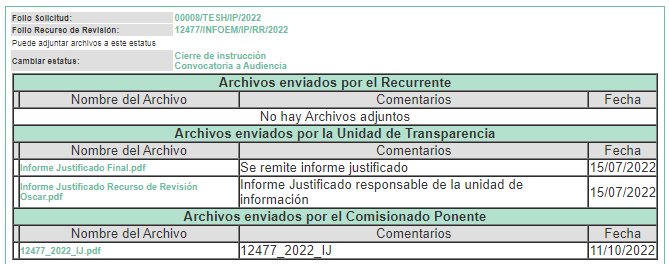 Folio Solicitud: 00008/TESH/IP/2022
Folio Recurso de Revisión: 12477/INFOEM/IP/RR/2022
Puede adjuntar archivos a este estatus
Cambiar estatus: Cierre de instrucción
Convocatoria a Audiencia
Archivos enviados por el Recurrente
Nombre del Archivo Comentarios Fecha
No hay Archivos adjuntos
Archivos enviados por la Unidad de Transparencia
Nombre del Archivo Comentarios Fecha
Informe Justificado Final.pdf Se remite informe justificado 15/07/2022
Informe Justificado Recurso de Revisión Informe Justificado responsable de la unidad de 15/07/2022
Oscar.pdf información
Archivos enviados por el Comisionado Ponente
Nombre del Archivo Comentarios Fecha
12477_2022_IJ.pdf 12477_2022_IJ 11/10/2022